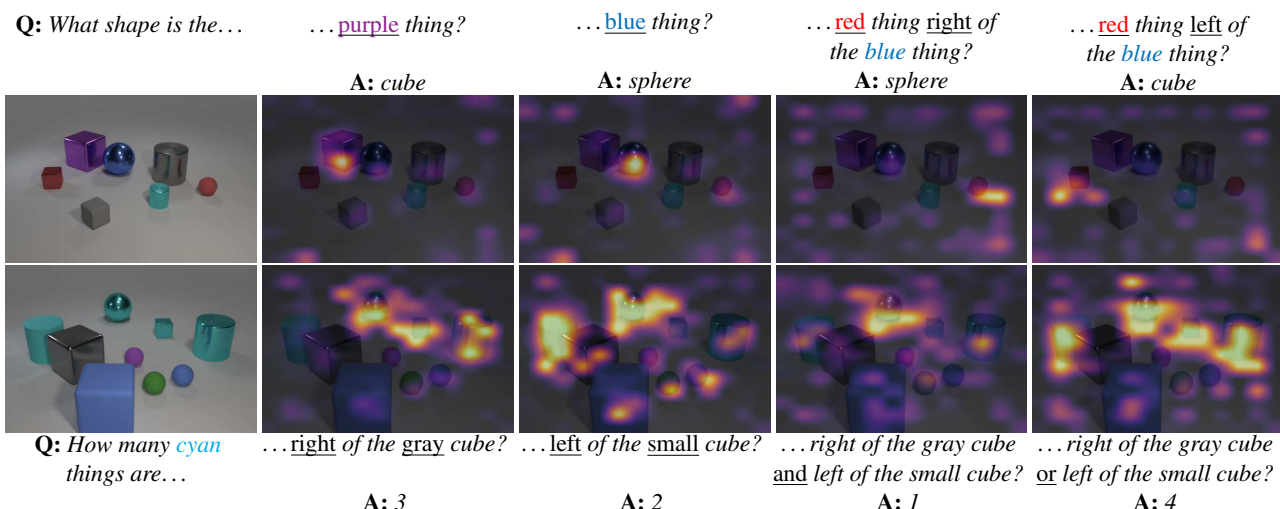 Q: What shape is the…
…purple thing?
A: cube
…blue thing?
A: sphere
…red thing right of
the blue thing?
A: sphere
…red thing left of
the blue thing?
A: cube
Q: How many cyan
things are…
…right of the gray cube?
A: 3
…left of the small cube?
A: 2
…right of the gray cube
and left of the small cube?
A: 1
…right of the gray cube
or left of the small cube?
A: 4